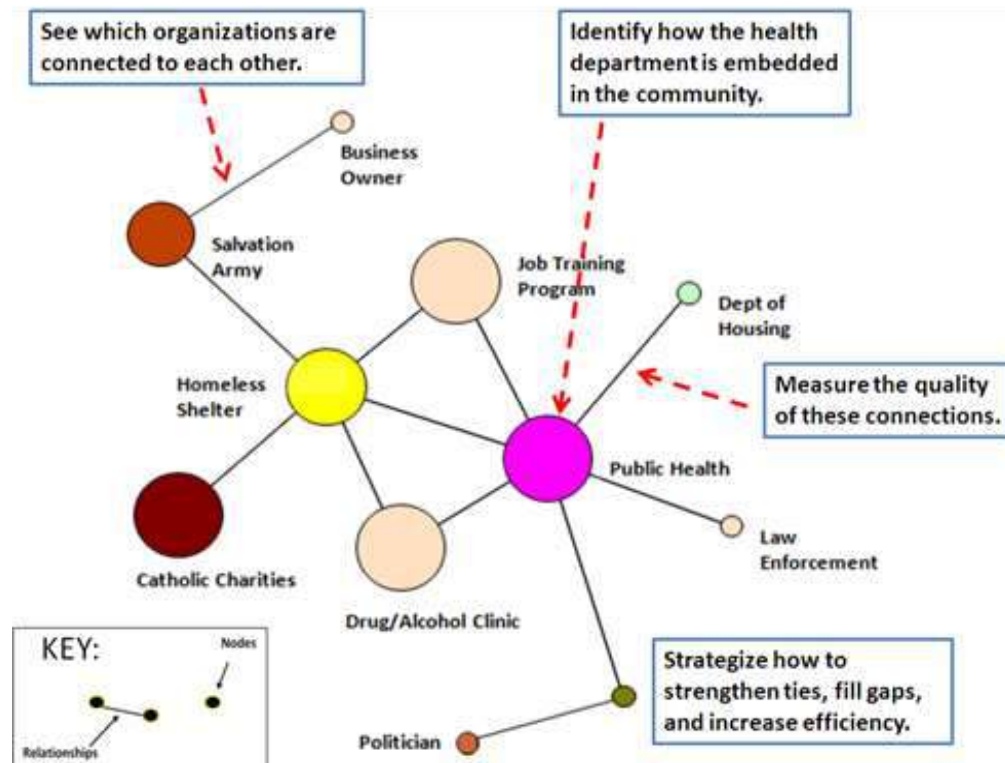 See which organizations are
connected to each other.
Identify how the health
department is embedded
in the community.
Business
Owner
Salvation
Army
Job Training
Program
Dept of
Housing
Homeless
Shelter
Measure the quality
of these connections.
Public Health
Law
Enforcement
Catholic Charities
Drug/Alcohol Clinic
KEY:
Nodes
Relationships
Strategize how to
strengthen ties, fill gaps,
and increase efficiency.
Politician